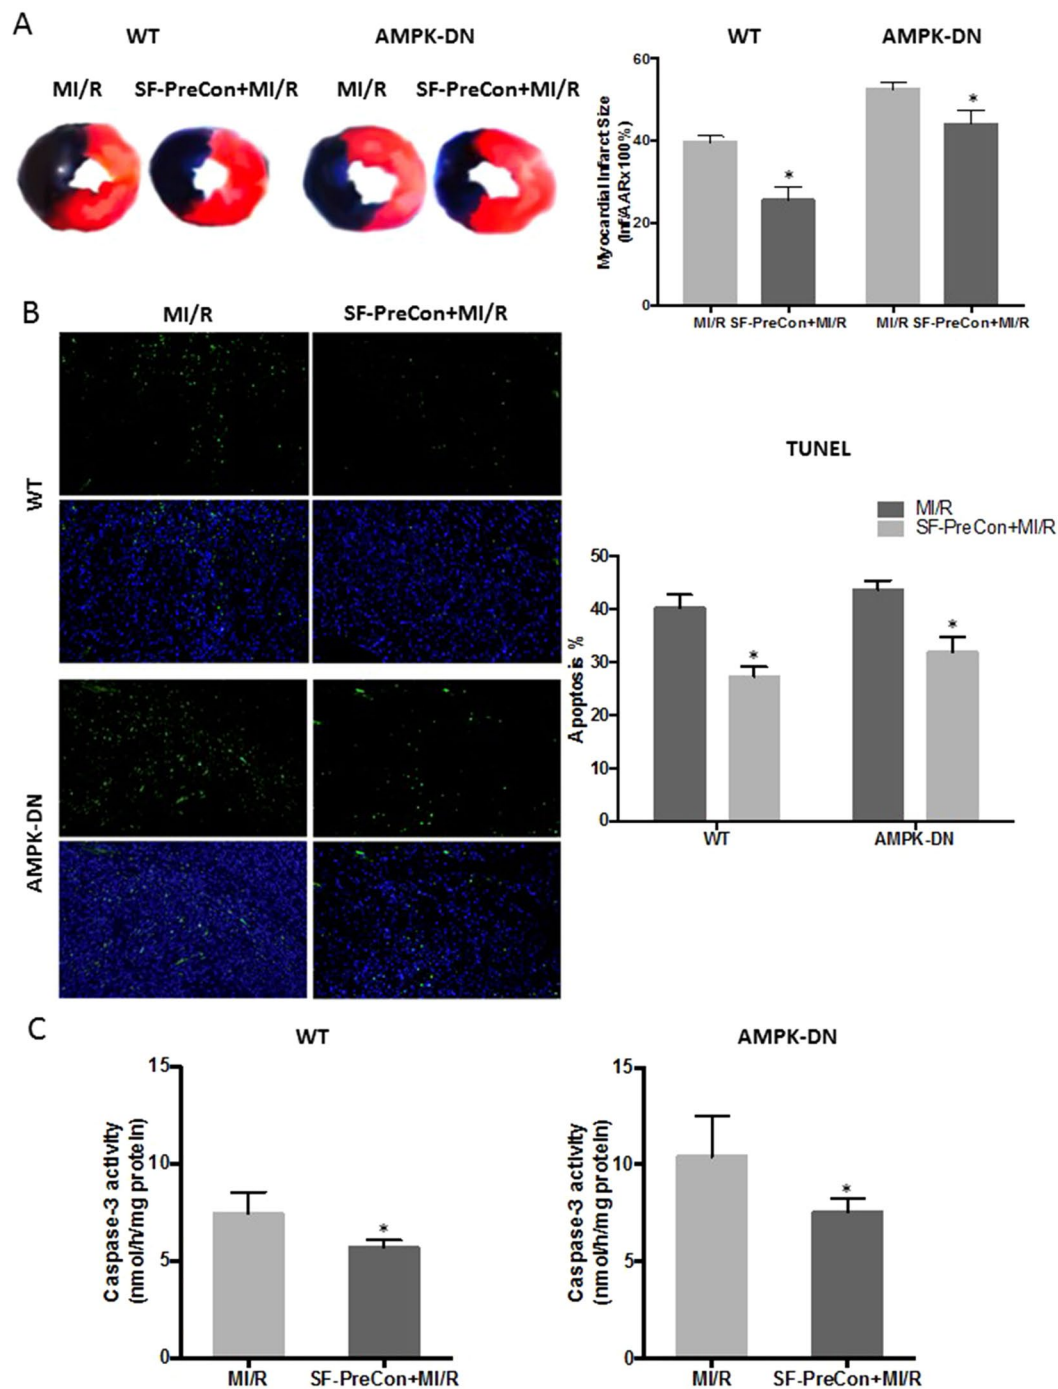 A
WT
AMPK-DN
MI/R
SF-PreCon+MI/R
MI/R
SF-PreCon+MI/R
WT
AMPK-DN
Myocardial Infarct Size
(Inf/AARx100%)
60
40
20
0
*
*
MI/R
SF-PreCon+MI/R
MI/R
SF-PreCon+MI/R
B
MI/R
SF-PreCon+MI/R
WT
AMPK-DN
TUNEL
MI/R
SF-PreCon+MI/R
Apoptosis %
50
40
30
20
10
0
*
*
WT
AMPK-DN
C
WT
Caspase-3 activity
(nmol/h/mg protein)
15
10
5
0
*
MI/R
SF-PreCon+MI/R
AMPK-DN
Caspase-3 activity
(nmol/h/mg protein)
15
10
5
0
*
MI/R
SF-PreCon+MI/R